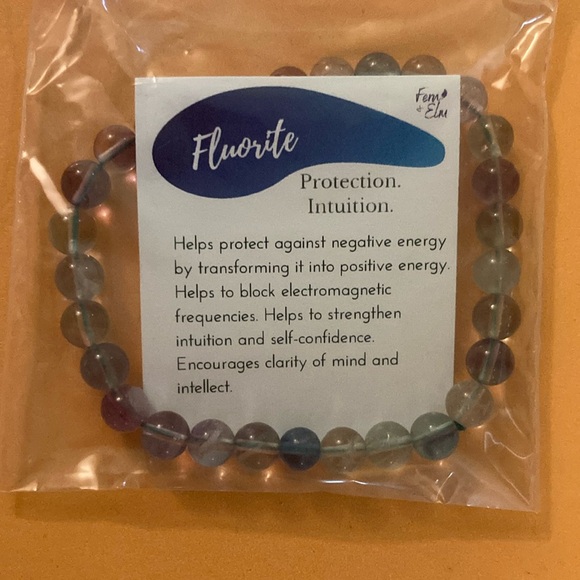 Fern
+ Elm
Fluorite
Protection.
Intuition.
Helps protect against negative energy
by transforming it into positive energy.
Helps to block electromagnetic
frequencies. Helps to strengthen
intuition and self-confidence.
Encourages clarity of mind and
intellect.